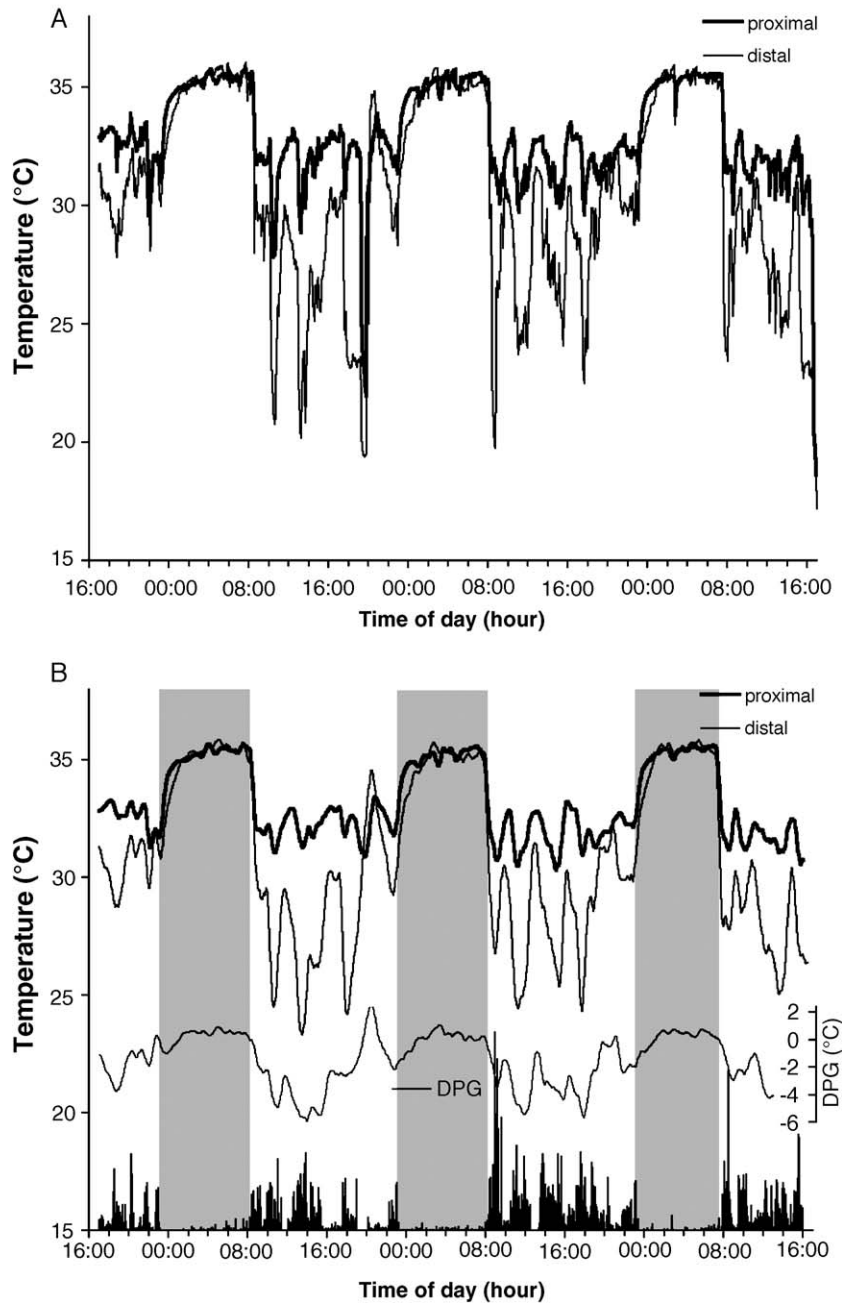 A
proximal
distal
35
30
25
20
15
Temperature (°C)
16:00 00:00 08:00 16:00 00:00 08:00 16:00 00:00 08:00 16:00
Time of day (hour)
B
proximal
distal
35
30
25
20
15
Temperature (°C)
2
0
-2
-4
-6
DPG (°C)
DPG
16:00 00:00 08:00 16:00 00:00 08:00 16:00 00:00 08:00 16:00
Time of day (hour)